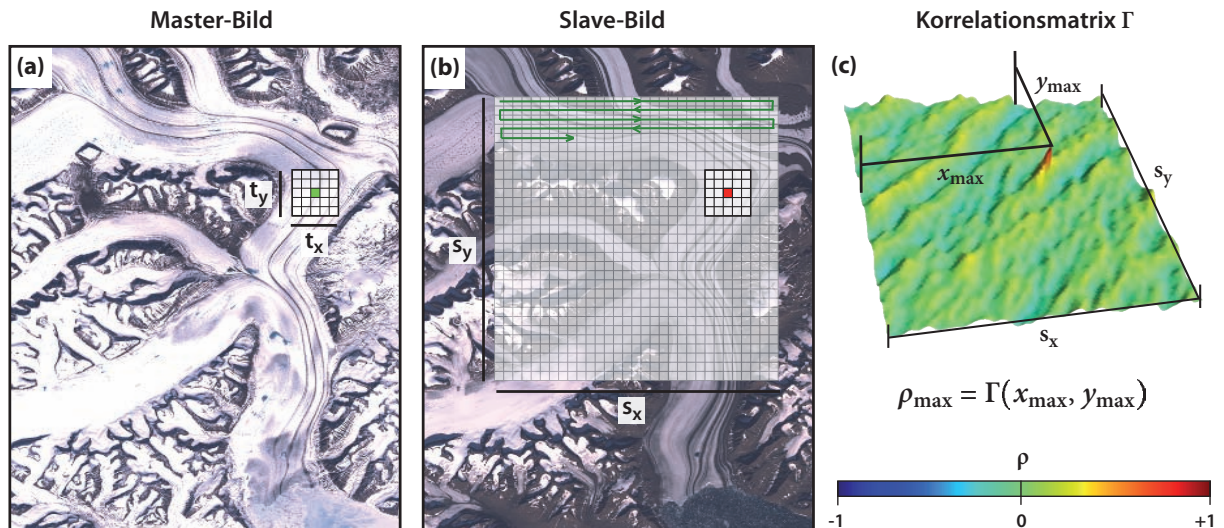 Master-Bild
Slave-Bild
Korrelationsmatrix Γ
(a)
(b)
(c)
t_y
t_x
s_y
s_x
y_max
x_max
s_y
s_x
ρ_max = Γ(x_max, y_max)
ρ
-1
0
+1